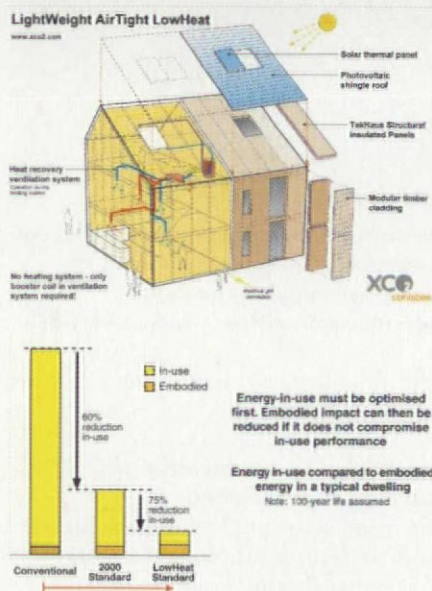 LightWeight AirTight LowHeat
www.xco2.com
Solar thermal panel
Photovoltaic
shingle roof
TekHaus Structural
Insulated Panels
Heat recovery
ventilation system
Modular timber
cladding
No heating system - only
booster coil in ventilation
system required!
XCO
conisbee
In-use
Embodied
60%
reduction
in-use
75%
reduction
in-use
Energy-in-use must be optimised
first. Embodied impact can then be
reduced if it does not compromise
in-use performance
Energy in-use compared to embodied
energy in a typical dwelling
Note: 100-year life assumed
Conventional
2000
Standard
LowHeat
Standard